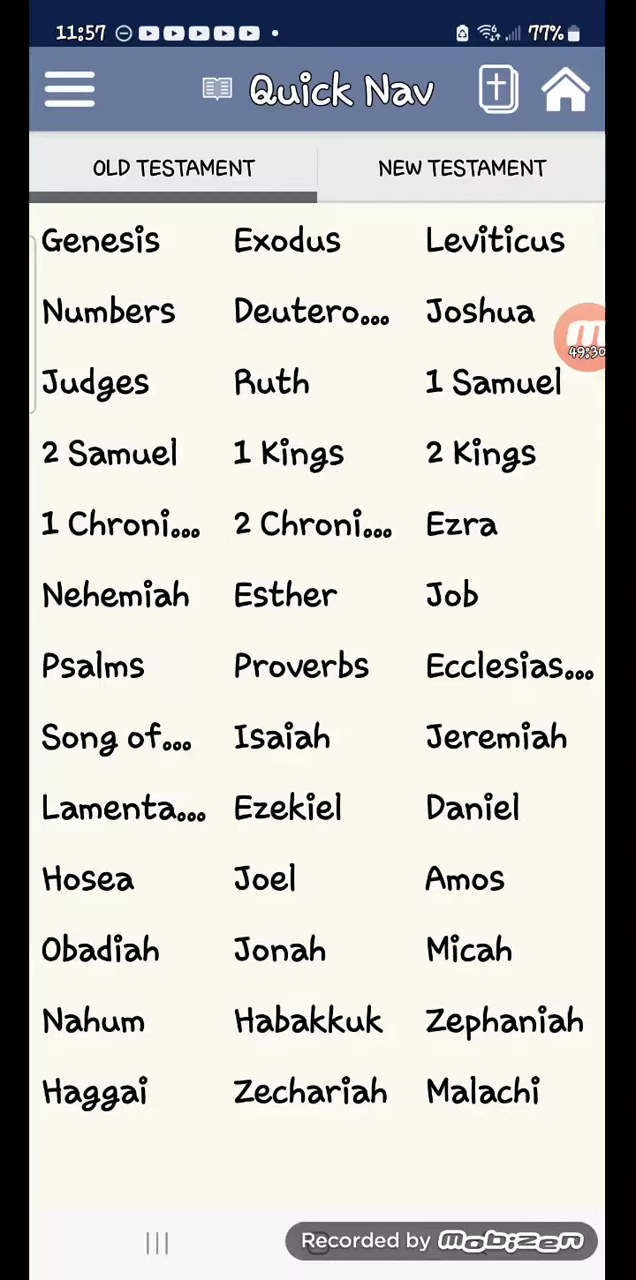 11:57 77%
Quick Nav
OLD TESTAMENT NEW TESTAMENT
Genesis Exodus Leviticus
Numbers Deutero... Joshua
49:30
Judges Ruth 1 Samuel
2 Samuel 1 Kings 2 Kings
1 Chroni... 2 Chroni... Ezra
Nehemiah Esther Job
Psalms Proverbs Ecclesias...
Song of... Isaiah Jeremiah
Lamenta... Ezekiel Daniel
Hosea Joel Amos
Obadiah Jonah Micah
Nahum Habakkuk Zephaniah
Haggai Zechariah Malachi
Recorded by mobizen